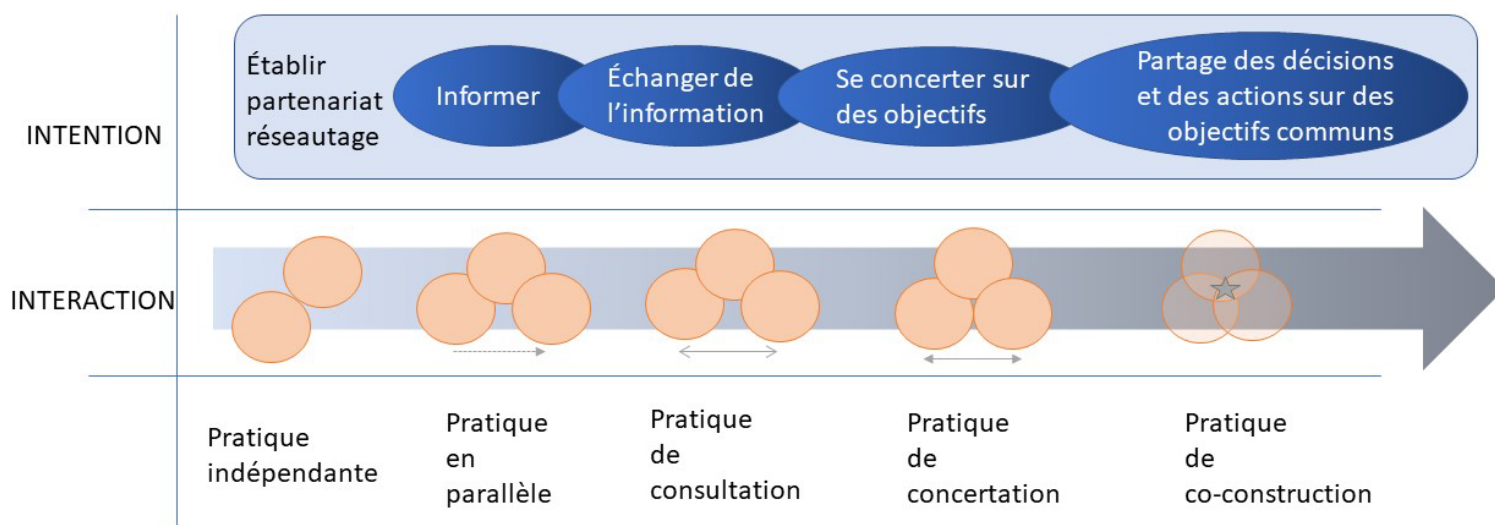 INTENTION
Établir
partenariat
réseautage
Informer
Échanger de
l’information
Se concerter sur
des objectifs
Partage des décisions
et des actions sur des
objectifs communs
INTERACTION
Pratique
indépendante
Pratique
en
parallèle
Pratique
de
consultation
Pratique
de
concertation
Pratique
de
co-construction